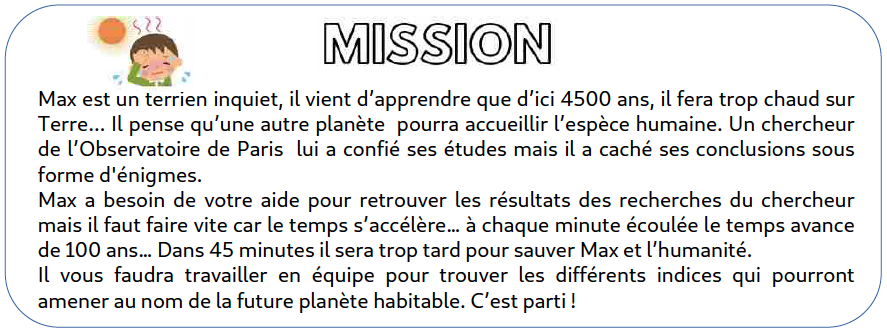 MISSION
Max est un terrien inquiet, il vient d’apprendre que d’ici 4500 ans, il fera trop chaud sur
Terre... Il pense qu’une autre planète pourra accueillir l’espèce humaine. Un chercheur
de l’Observatoire de Paris lui a confié ses études mais il a caché ses conclusions sous
forme d'énigmes.
Max a besoin de votre aide pour retrouver les résultats des recherches du chercheur
mais il faut faire vite car le temps s’accélère… à chaque minute écoulée le temps avance
de 100 ans… Dans 45 minutes il sera trop tard pour sauver Max et l’humanité.
Il vous faudra travailler en équipe pour trouver les différents indices qui pourront
amener au nom de la future planète habitable. C’est parti !